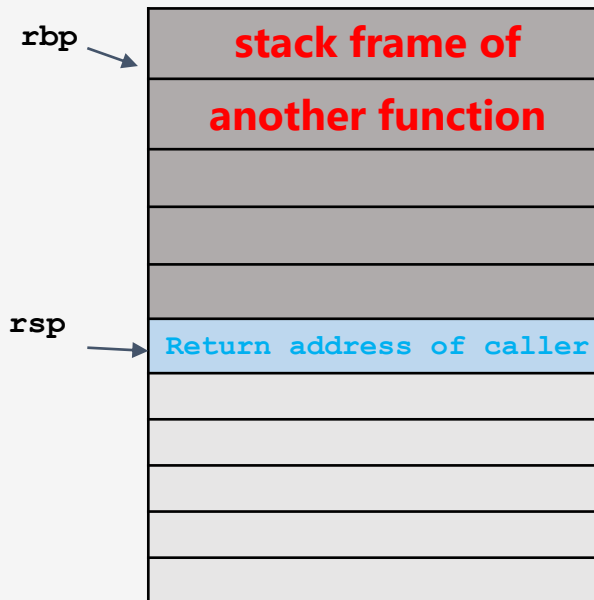 rbp
stack frame of
another function
rsp
Return address of caller